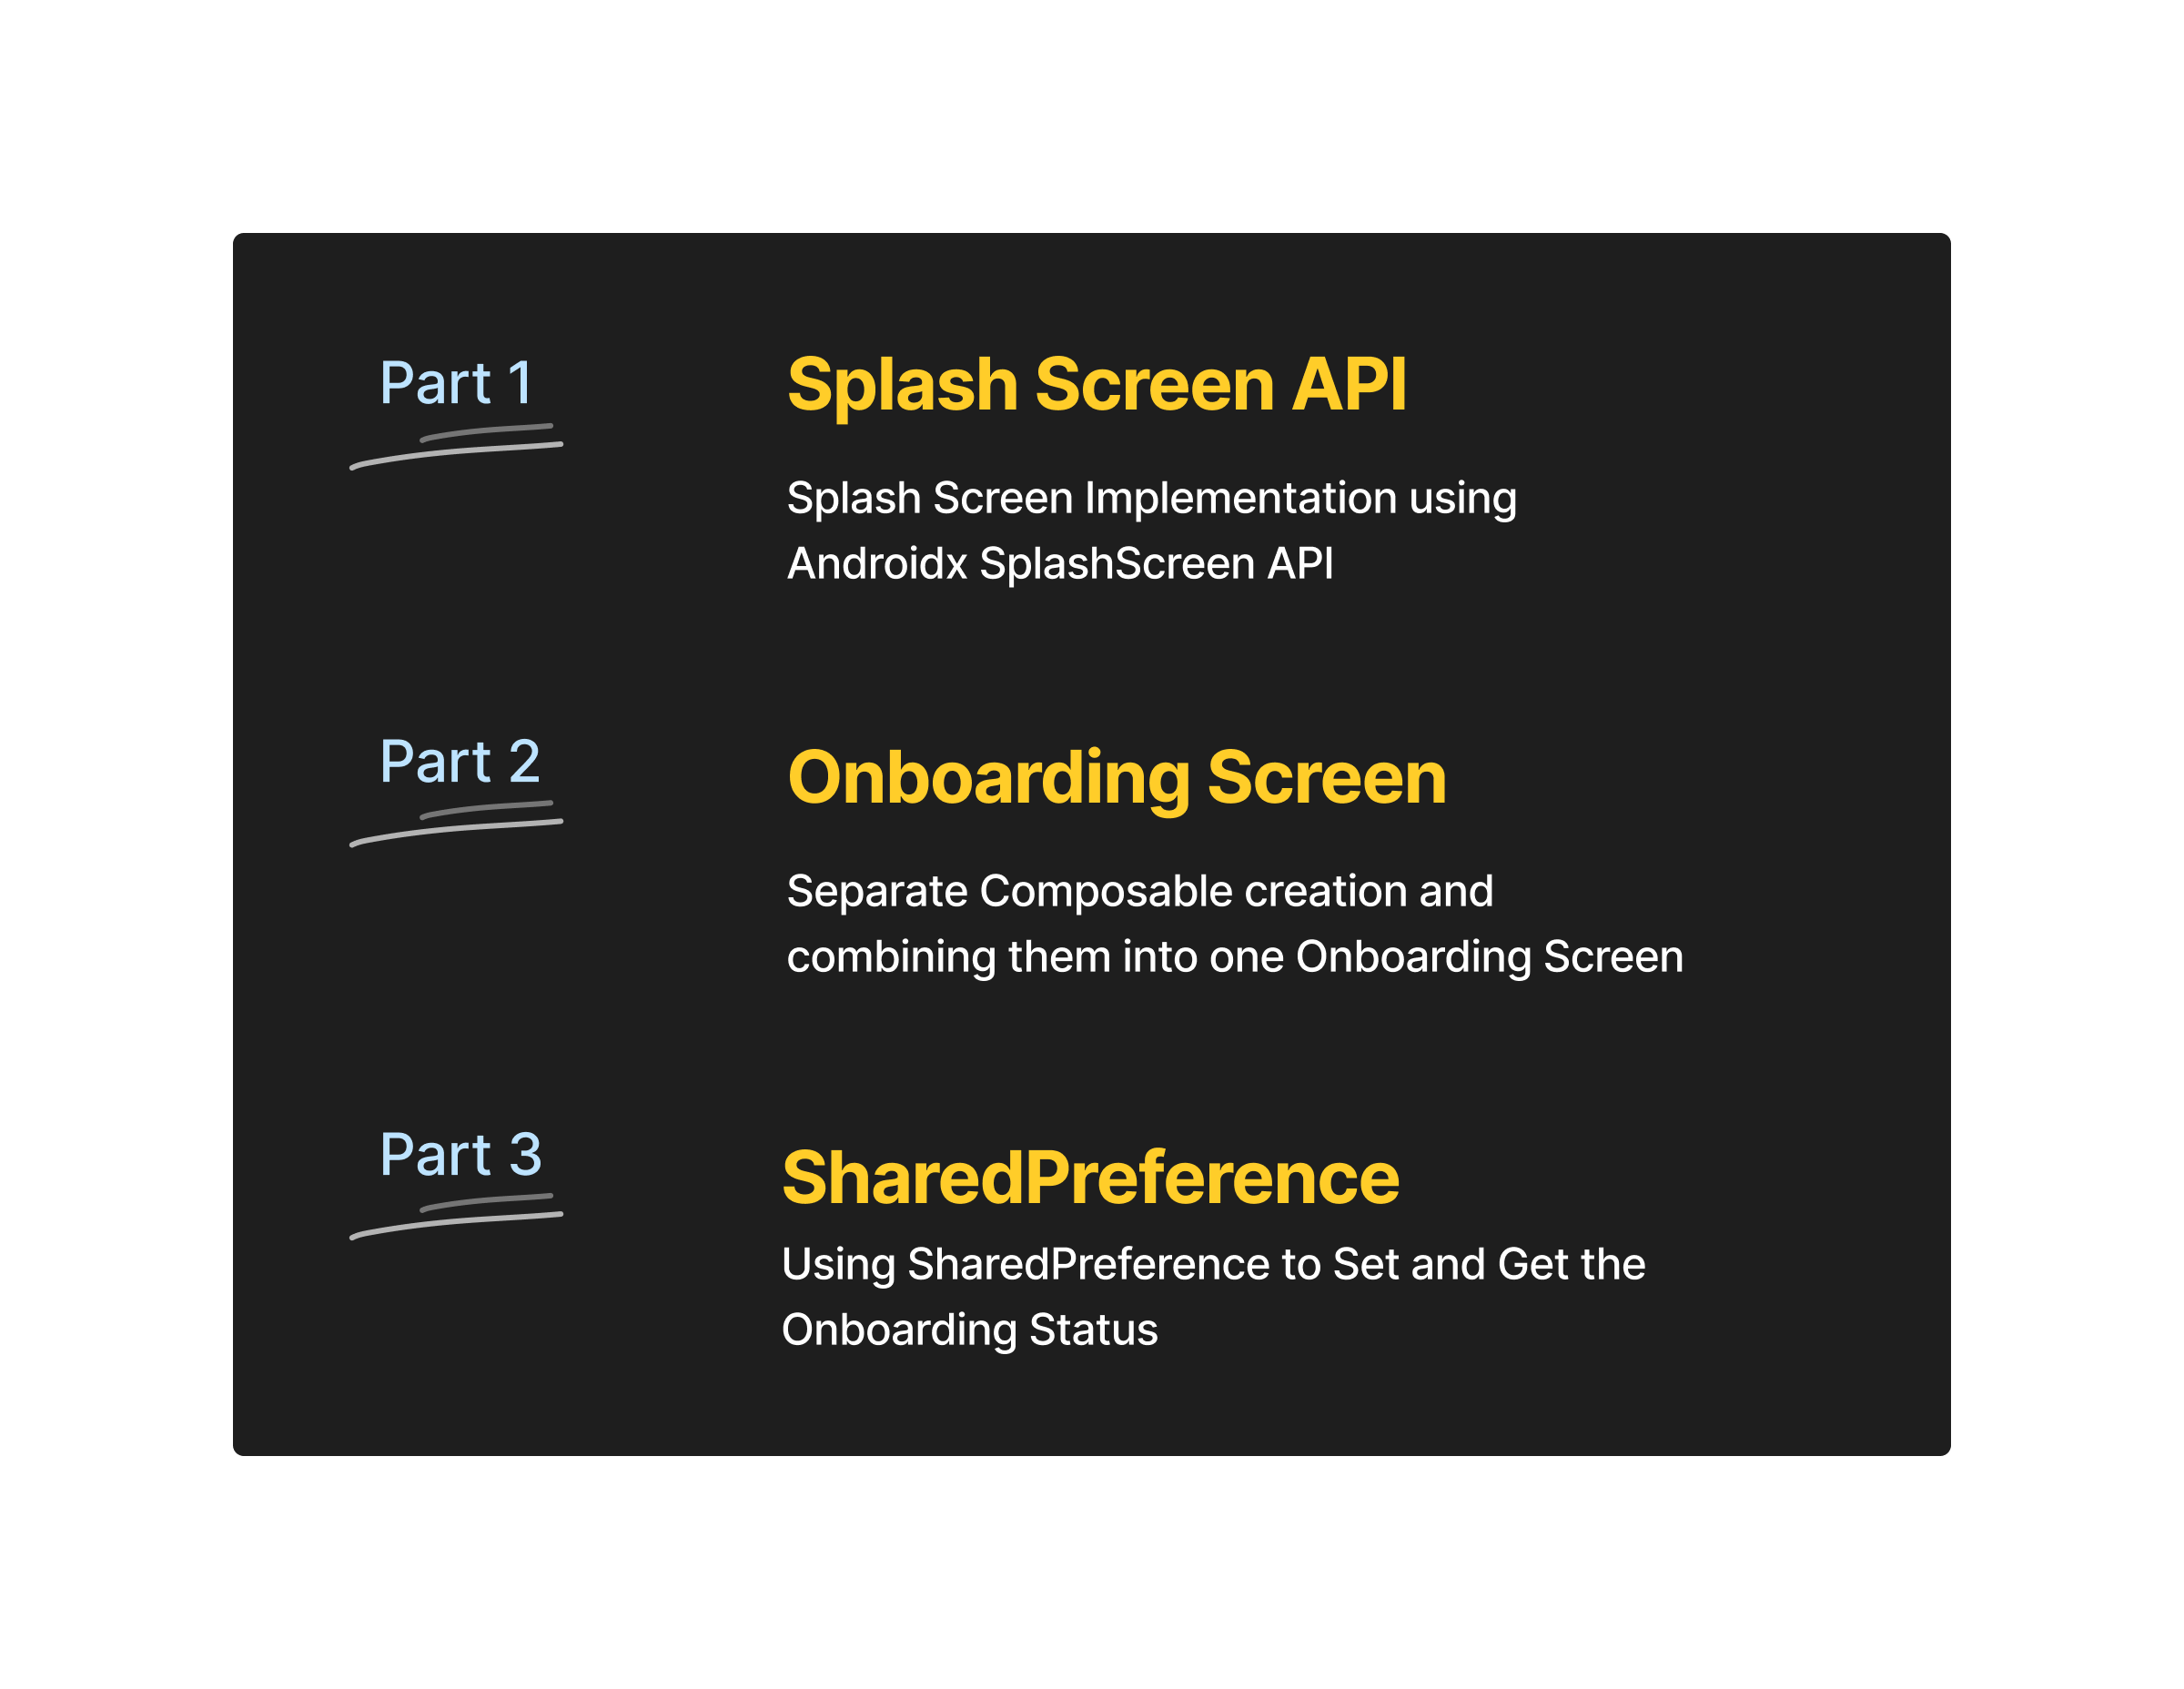 Part 1
Splash Screen API
Splash Screen Implementation using
Androidx SplashScreen API
Part 2
Onboarding Screen
Separate Composable creation and
combining them into one Onboarding Screen
Part 3
SharedPreference
Using SharedPreference to Set and Get the
Onboarding Status